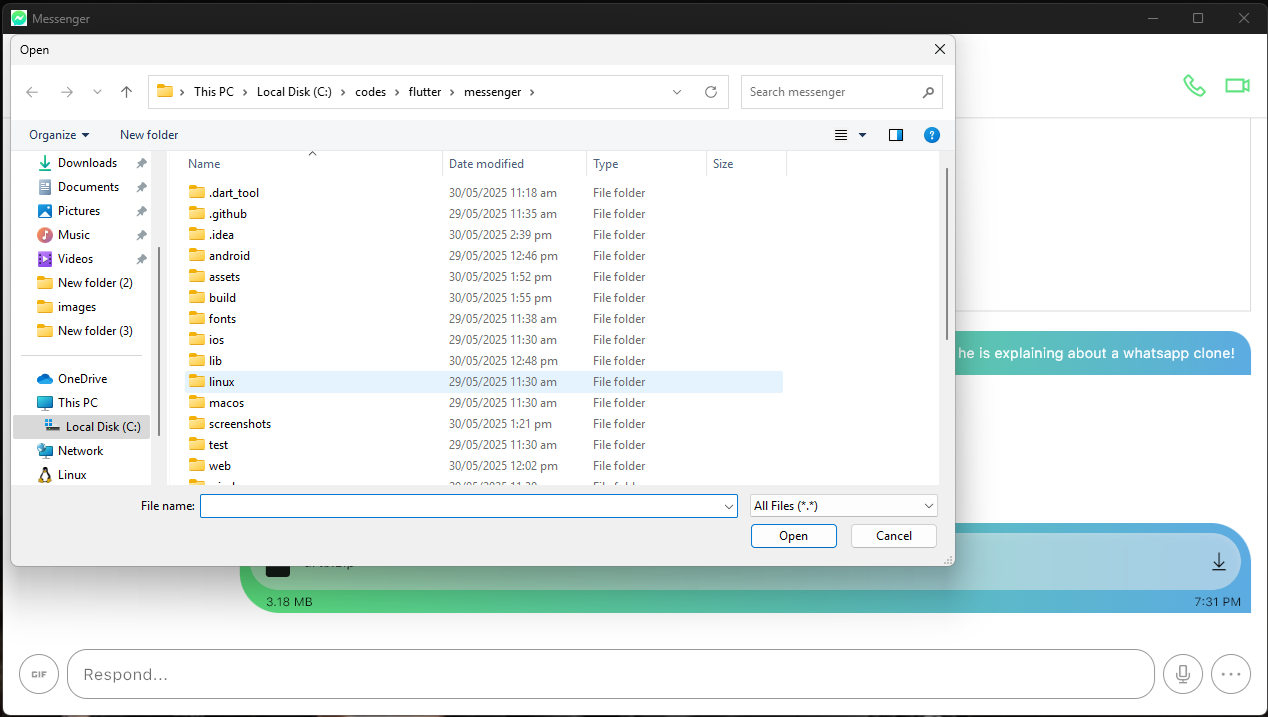 Messenger
Open
This PC > Local Disk (C:) > codes > flutter > messenger >
Search messenger
Organize
New folder
Downloads
Documents
Pictures
Music
Videos
New folder (2)
images
New folder (3)
OneDrive
This PC
Local Disk (C:)
Network
Linux
Name Date modified Type Size
.dart_tool 30/05/2025 11:18 am File folder
.github 29/05/2025 11:35 am File folder
.idea 30/05/2025 2:39 pm File folder
android 29/05/2025 12:46 pm File folder
assets 30/05/2025 1:52 pm File folder
build 30/05/2025 1:55 pm File folder
fonts 29/05/2025 11:38 am File folder
ios 29/05/2025 11:30 am File folder
lib 30/05/2025 12:48 pm File folder
linux 29/05/2025 11:30 am File folder
macos 29/05/2025 11:30 am File folder
screenshots 30/05/2025 1:21 pm File folder
test 29/05/2025 11:30 am File folder
web 30/05/2025 12:02 pm File folder
File name:
All Files (*.*)
Open
Cancel
he is explaining about a whatsapp clone!
3.18 MB
7:31 PM
GIF
Respond...